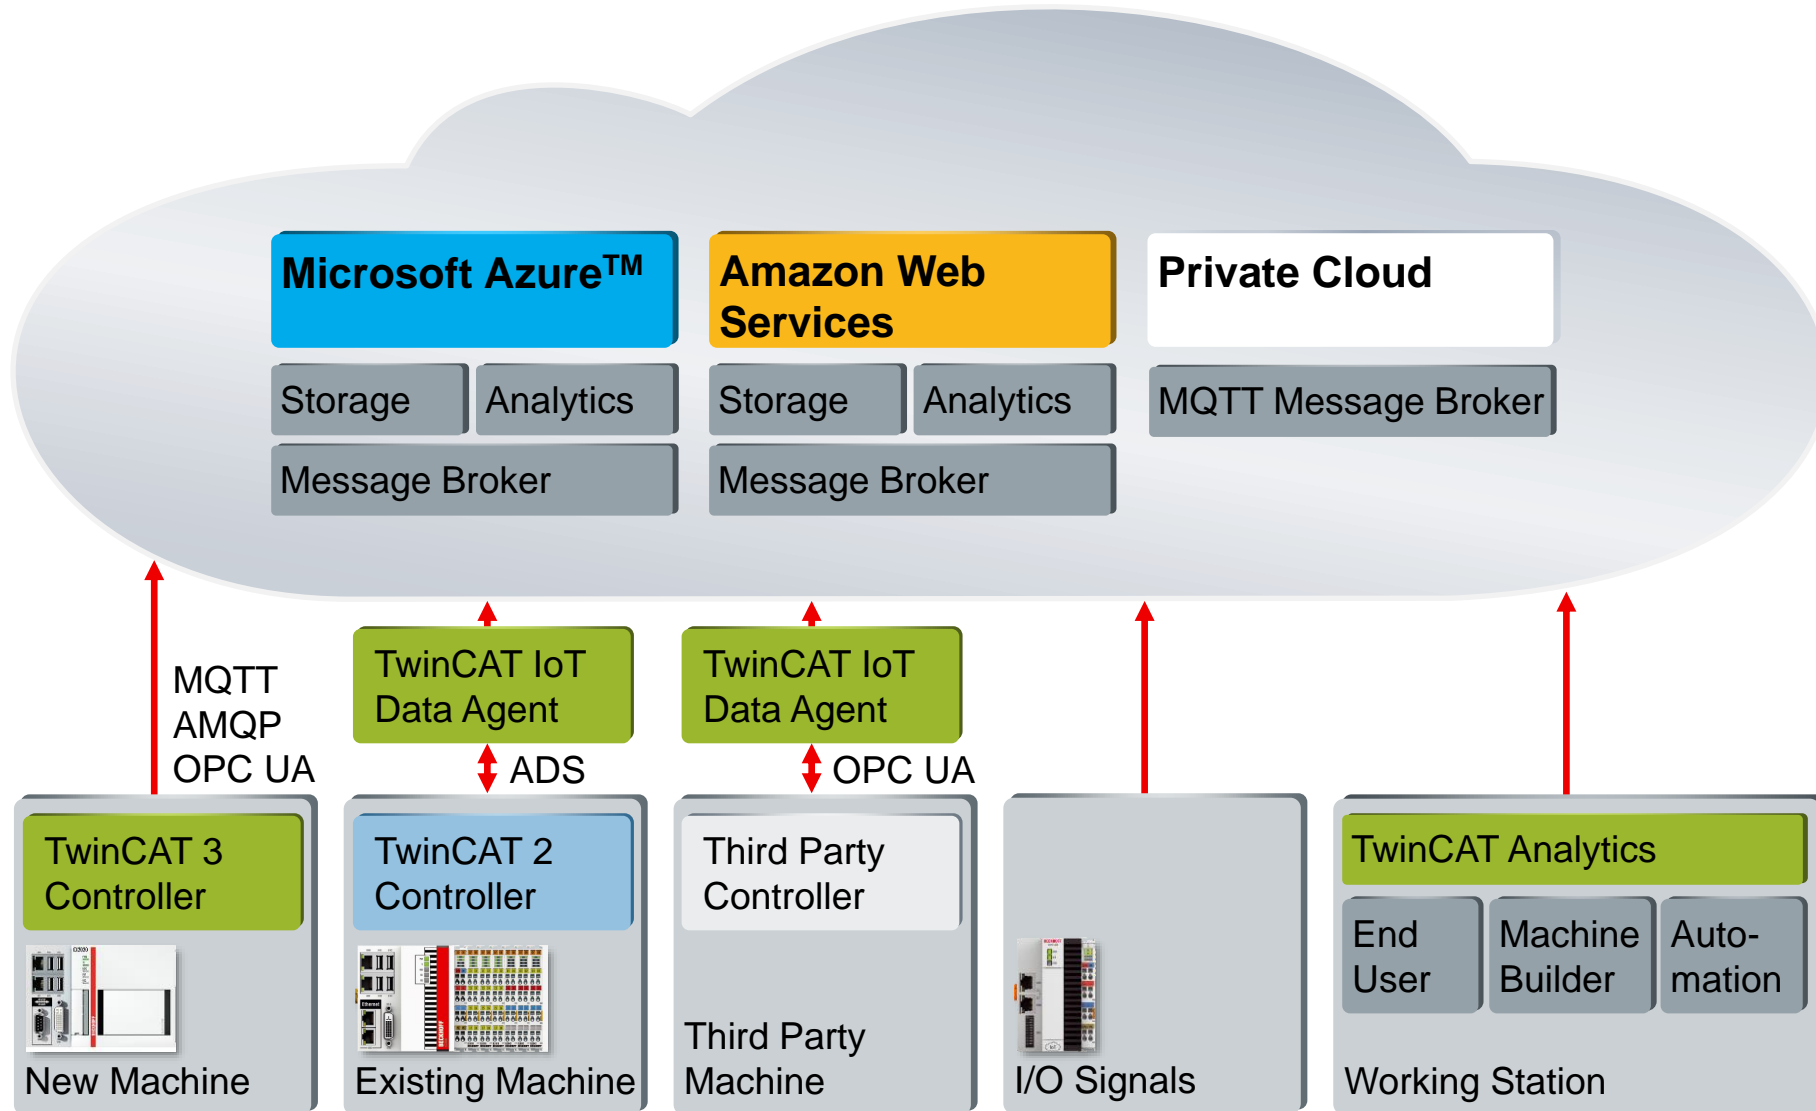 Microsoft Azure™
Amazon Web
Services
Private Cloud
Storage
Analytics
Storage
Analytics
MQTT Message Broker
Message Broker
Message Broker
MQTT
AMQP
OPC UA
TwinCAT IoT
Data Agent
TwinCAT IoT
Data Agent
ADS
OPC UA
TwinCAT 3
Controller
TwinCAT 2
Controller
Third Party
Controller
TwinCAT Analytics
End
User
Machine
Builder
Auto-
mation
Ethernet
BECKHOFF
New Machine
Existing Machine
Third Party
Machine
I/O Signals
Working Station